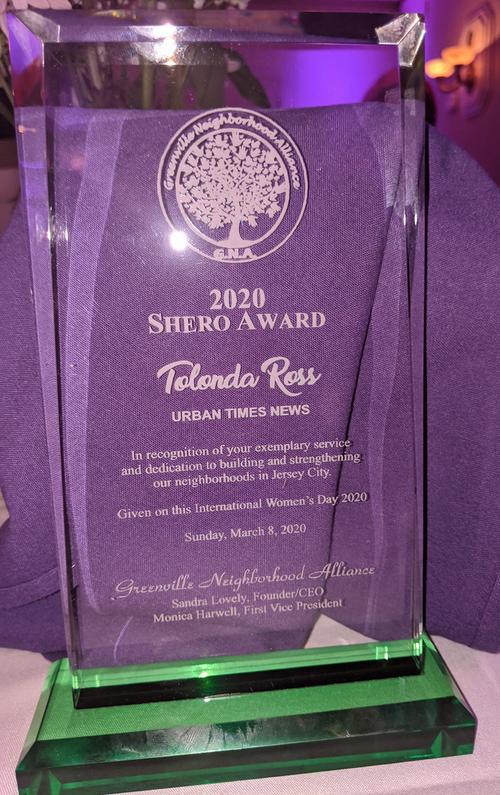 Greenville Neighborhood Alliance
G.N.A.
2020
SHERO AWARD
Tolonda Ross
URBAN TIMES NEWS
In recognition of your exemplary service
and dedication to building and strengthening
our neighborhoods in Jersey City.
Given on this International Women's Day 2020
Sunday, March 8, 2020
Greenville Neighborhood Alliance
Sandra Lovely, Founder/CEO
Monica Harwell, First Vice President